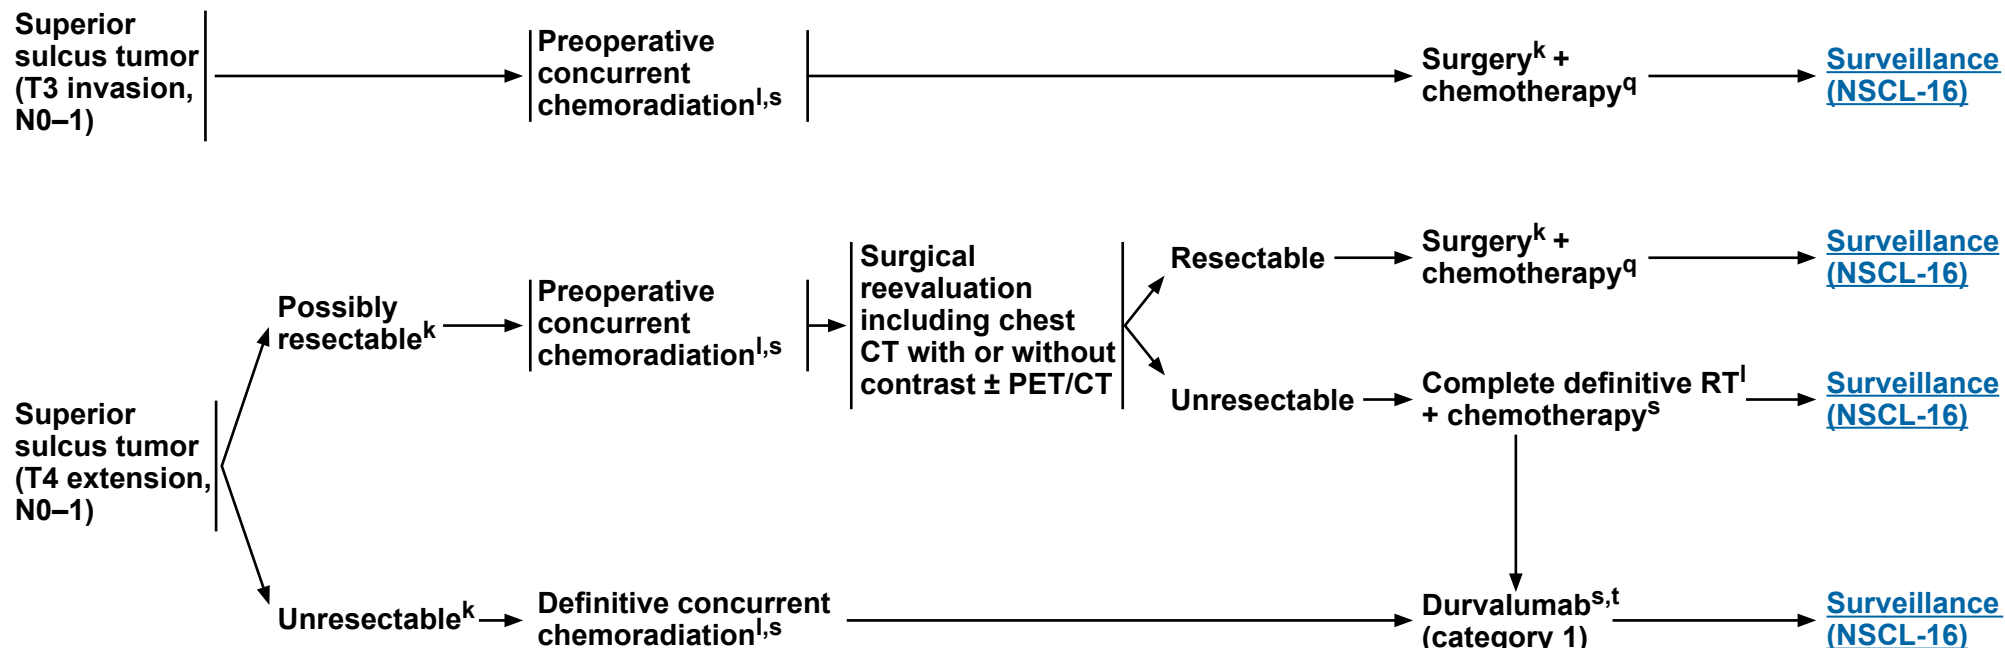 Superior
sulcus tumor
(T3 invasion,
N0–1)
Preoperative
concurrent
chemoradiationl,s
Surgeryk +
chemotherapyq
Surveillance
(NSCL-16)
Superior
sulcus tumor
(T4 extension,
N0–1)
Possibly
resectablek
Preoperative
concurrent
chemoradiationl,s
Surgical
reevaluation
including chest
CT with or without
contrast ± PET/CT
Resectable
Surgeryk +
chemotherapyq
Surveillance
(NSCL-16)
Unresectable
Complete definitive RTl
+ chemotherapys
Surveillance
(NSCL-16)
Unresectablek
Definitive concurrent
chemoradiationl,s
Durvalumabs,t
(category 1)
Surveillance
(NSCL-16)